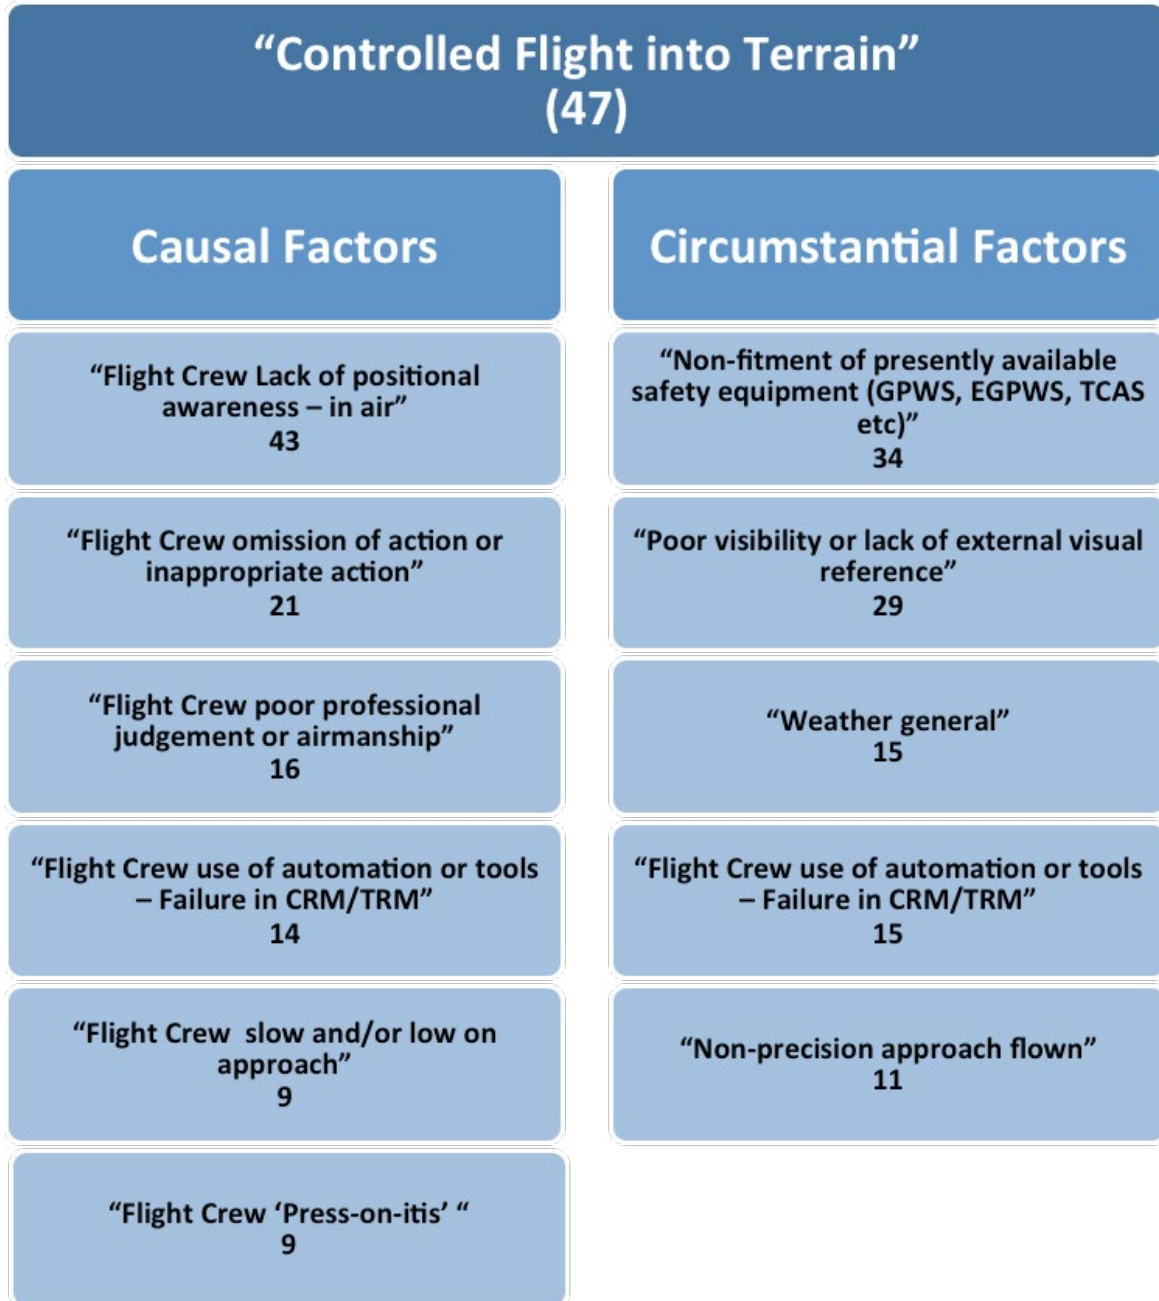 “Controlled Flight into Terrain”
(47)
Causal Factors
“Flight Crew Lack of positional
awareness – in air”
43
“Flight Crew omission of action or
inappropriate action”
21
“Flight Crew poor professional
judgement or airmanship”
16
“Flight Crew use of automation or tools
– Failure in CRM/TRM”
14
“Flight Crew  slow and/or low on
approach”
9
“Flight Crew ‘Press-on-itis’ “
9
Circumstantial Factors
“Non-fitment of presently available
safety equipment (GPWS, EGPWS, TCAS
etc)”
34
“Poor visibility or lack of external visual
reference”
29
“Weather general”
15
“Flight Crew use of automation or tools
– Failure in CRM/TRM”
15
“Non-precision approach flown”
11